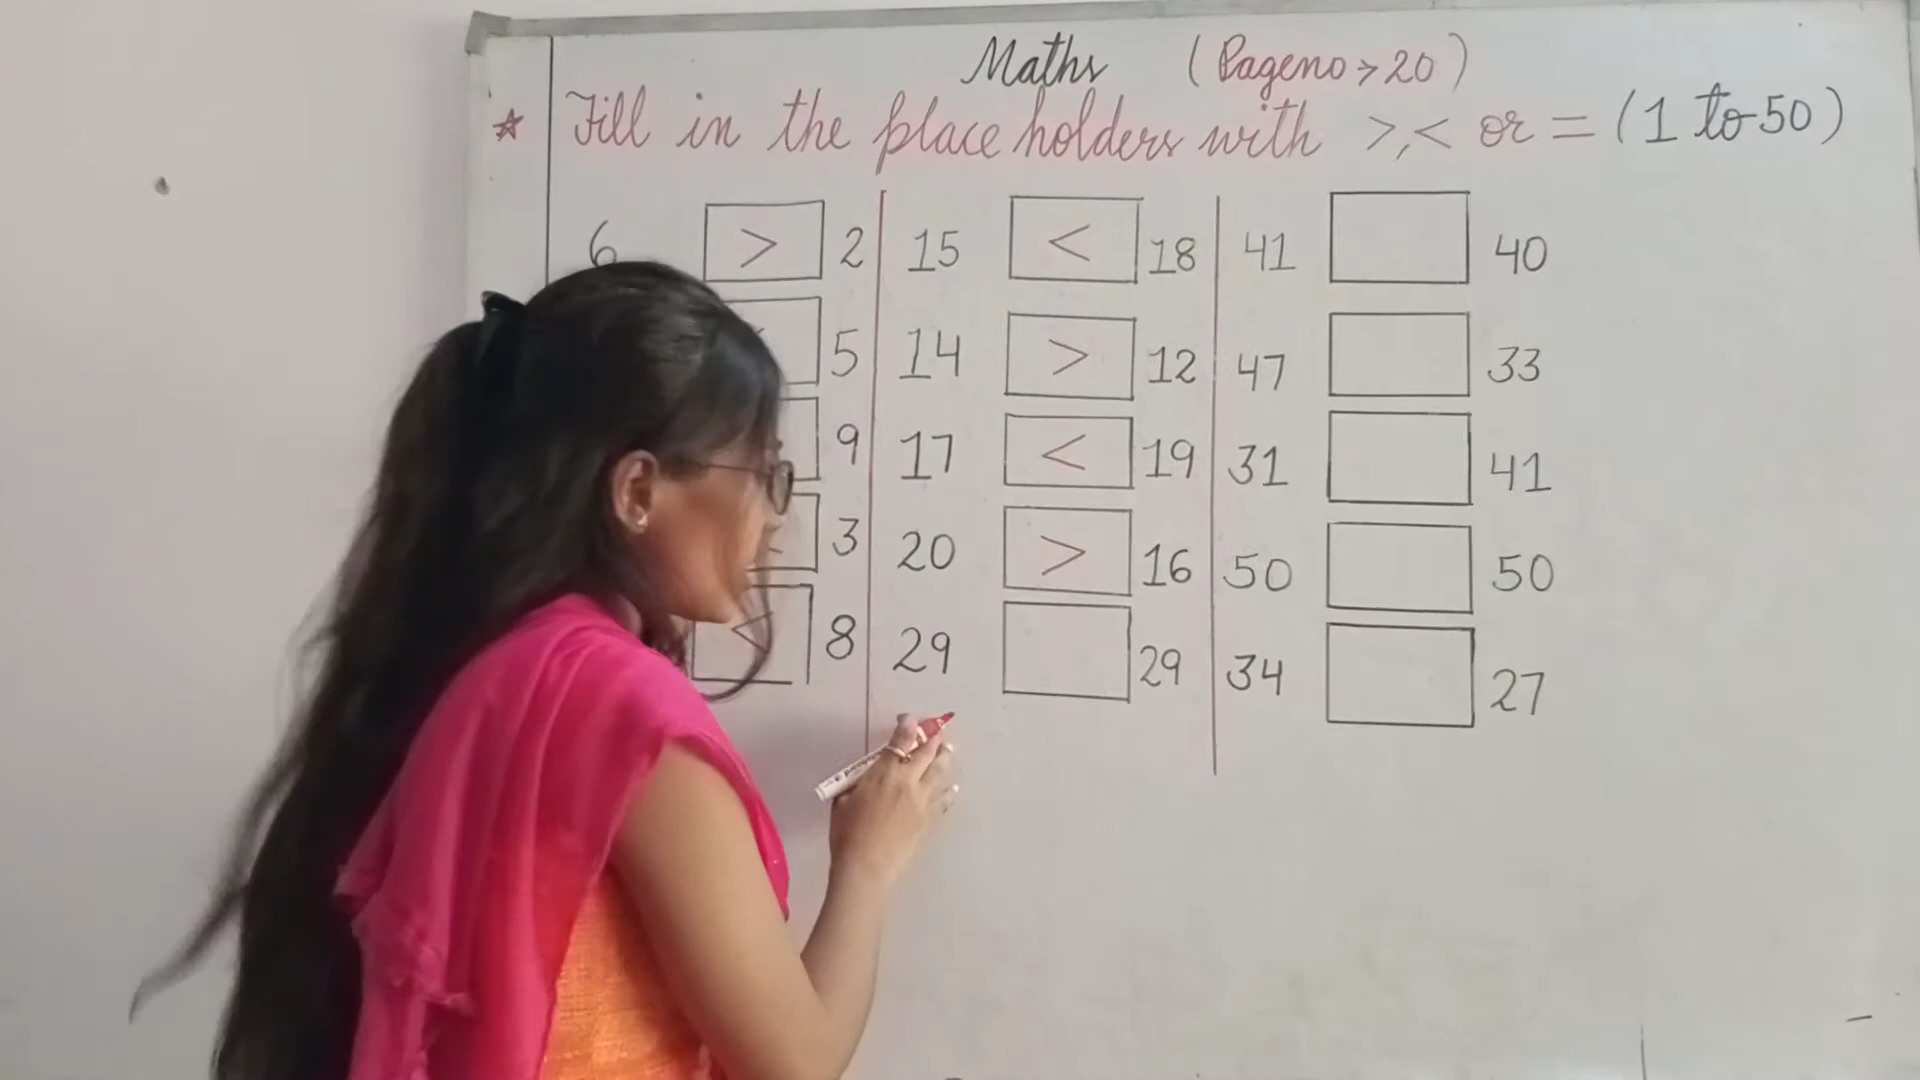 Maths (Pageno > 20)
☆ Fill in the place holders with >, < or = (1 to 50)
6 > 2 15 < 18 41 40
5 14 > 12 47 33
9 17 < 19 31 41
3 20 > 16 50 50
< 8 29 29 34 27